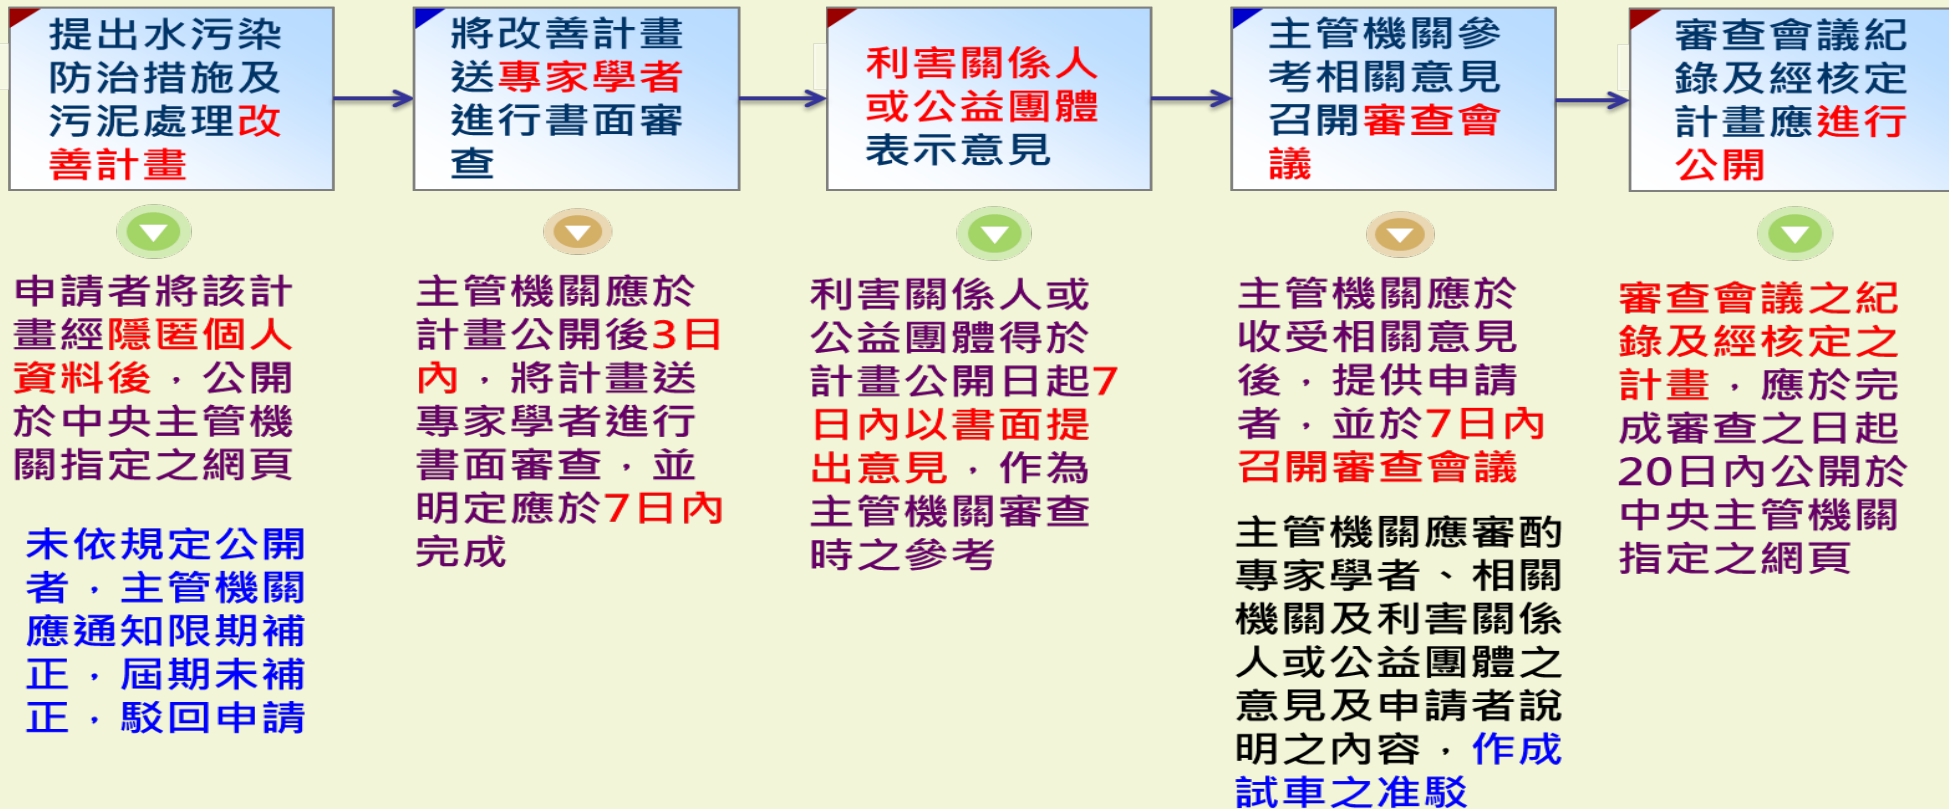 提出水污染
防治措施及
污泥處理改
善計畫
將改善計畫
送專家學者
進行書面審
查
利害關係人
或公益團體
表示意見
主管機關參
考相關意見
召開審查會
議
審查會議紀
錄及經核定
計畫應進行
公開
申請者將該計
畫經隱匿個人
資料後，公開
於中央主管機
關指定之網頁
未依規定公開
者，主管機關
應通知限期補
正，屆期未補
正，駁回申請
主管機關應於
計畫公開後3日
內，將計畫送
專家學者進行
書面審查，並
明定應於7日內
完成
利害關係人或
公益團體得於
計畫公開日起7
日內以書面提
出意見，作為
主管機關審查
時之參考
主管機關應於
收受相關意見
後，提供申請
者，並於7日內
召開審查會議
主管機關應審酌
專家學者、相關
機關及利害關係
人或公益團體之
意見及申請者說
明之內容，作成
試車之准駁
審查會議之紀
錄及經核定之
計畫，應於完
成審查之日起
20日內公開於
中央主管機關
指定之網頁